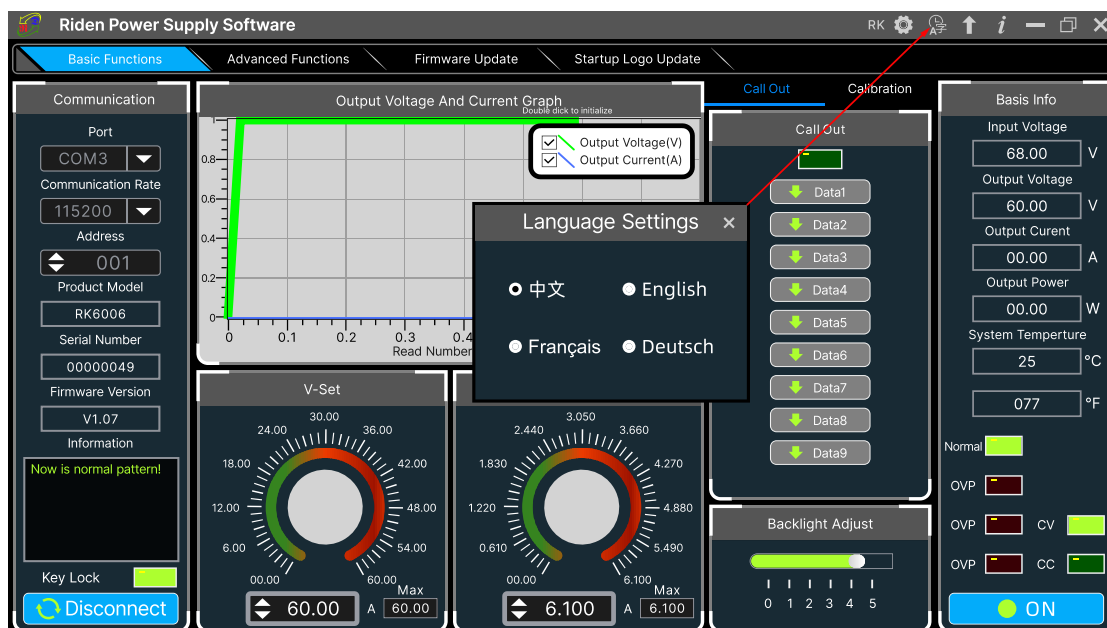 Riden Power Supply Software
RK
Basic Functions
Advanced Functions
Firmware Update
Startup Logo Update
Communication
Port
COM3
Communication Rate
115200
Address
001
Product Model
RK6006
Serial Number
00000049
Firmware Version
V1.07
Information
Now is normal pattern!
Key Lock
Disconnect
Output Voltage And Current Graph
Double dick to initialize
Output Voltage(V)
Output Current(A)
1
0.8
0.6
0.4
0.2
0
0 0.1 0.2 0.3 0.4
Read Number
Language Settings ×
中文
English
Français
Deutsch
V-Set
30.00
24.00 36.00
18.00 42.00
12.00 48.00
6.00 54.00
00.00 60.00
Max
60.00 A 60.00
3.050
2.440 3.660
1.830 4.270
1.220 4.880
0.610 5.490
00.00 6.100
Max
6.100 A 6.100
Call Out
Calibration
Call Out
Data1
Data2
Data3
Data4
Data5
Data6
Data7
Data8
Data9
Backlight Adjust
0 1 2 3 4 5
Basis Info
Input Voltage
68.00 V
Output Voltage
60.00 V
Output Curent
00.00 A
Output Power
00.00 W
System Temperture
25 °C
077 °F
Normal
OVP
OVP CV
OVP CC
ON